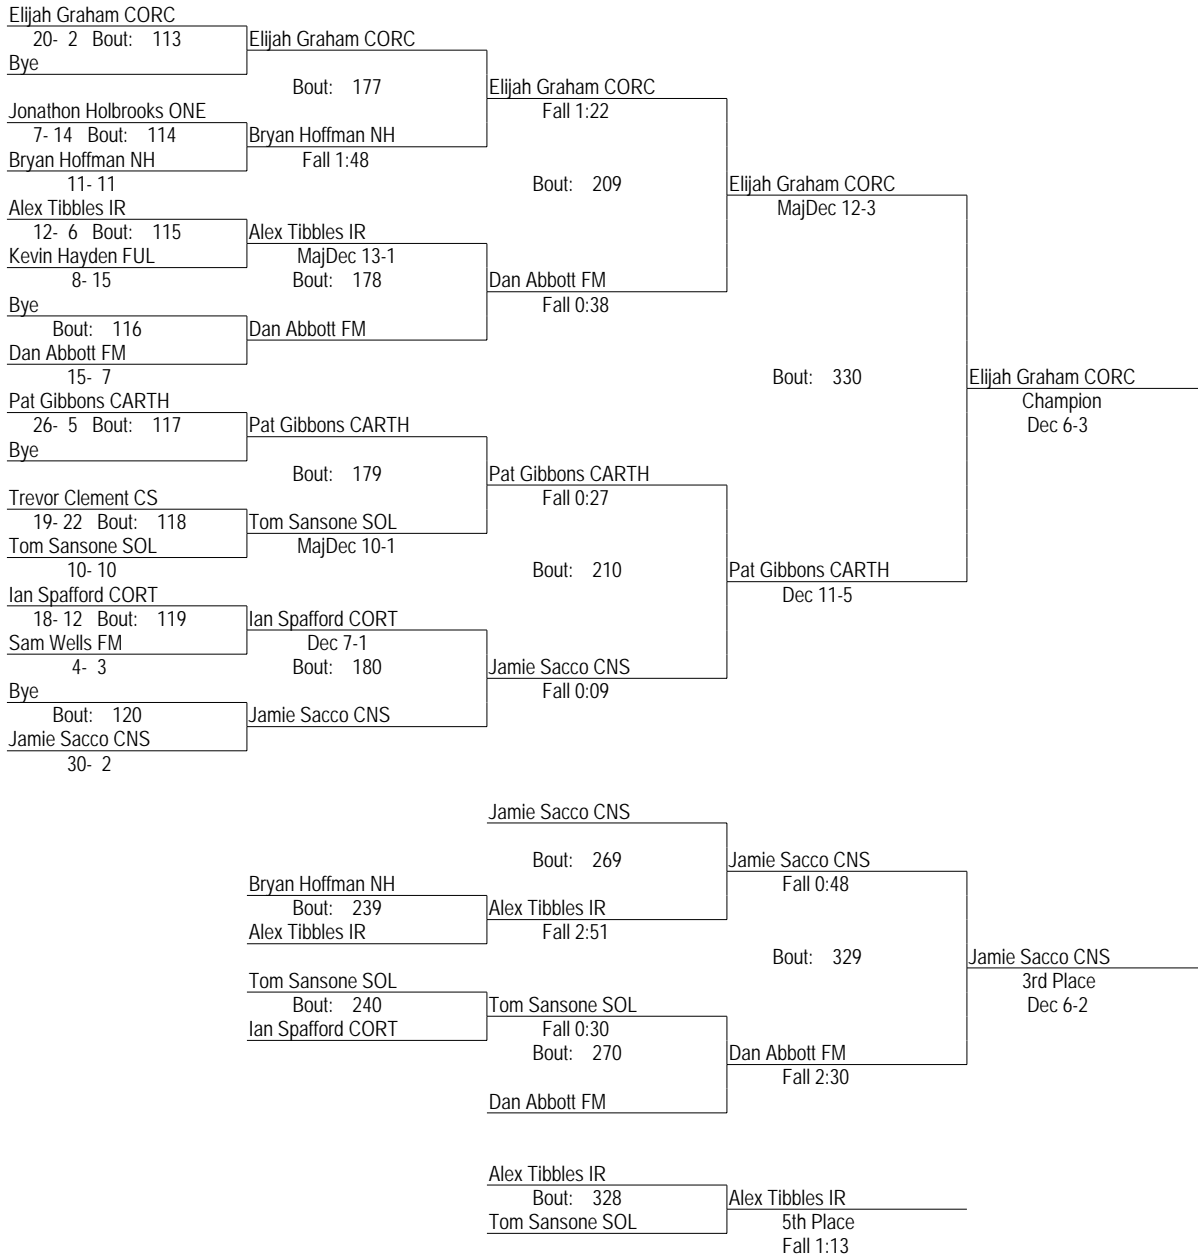 Elijah Graham CORC
20- 2 Bout: 113
Elijah Graham CORC
Bye
Bout: 177
Elijah Graham CORC
Fall 1:22
Jonathon Holbrooks ONE
7- 14 Bout: 114
Bryan Hoffman NH
Bryan Hoffman NH
Fall 1:48
11- 11
Bout: 209
Elijah Graham CORC
MajDec 12-3
Alex Tibbles IR
12- 6 Bout: 115
Alex Tibbles IR
Kevin Hayden FUL
MajDec 13-1
8- 15
Bout: 178
Dan Abbott FM
Fall 0:38
Bye
Bout: 116
Dan Abbott FM
Dan Abbott FM
15- 7
Bout: 330
Elijah Graham CORC
Champion
Dec 6-3
Pat Gibbons CARTH
26- 5 Bout: 117
Pat Gibbons CARTH
Bye
Bout: 179
Pat Gibbons CARTH
Fall 0:27
Trevor Clement CS
19- 22 Bout: 118
Tom Sansone SOL
Tom Sansone SOL
MajDec 10-1
10- 10
Bout: 210
Pat Gibbons CARTH
Dec 11-5
Ian Spafford CORT
18- 12 Bout: 119
Ian Spafford CORT
Sam Wells FM
Dec 7-1
4- 3
Bout: 180
Jamie Sacco CNS
Fall 0:09
Bye
Bout: 120
Jamie Sacco CNS
Jamie Sacco CNS
30- 2
Jamie Sacco CNS
Bout: 269
Jamie Sacco CNS
Fall 0:48
Bryan Hoffman NH
Bout: 239
Alex Tibbles IR
Alex Tibbles IR
Fall 2:51
Bout: 329
Jamie Sacco CNS
3rd Place
Dec 6-2
Tom Sansone SOL
Bout: 240
Tom Sansone SOL
Ian Spafford CORT
Fall 0:30
Bout: 270
Dan Abbott FM
Fall 2:30
Dan Abbott FM
Alex Tibbles IR
Bout: 328
Alex Tibbles IR
Tom Sansone SOL
5th Place
Fall 1:13